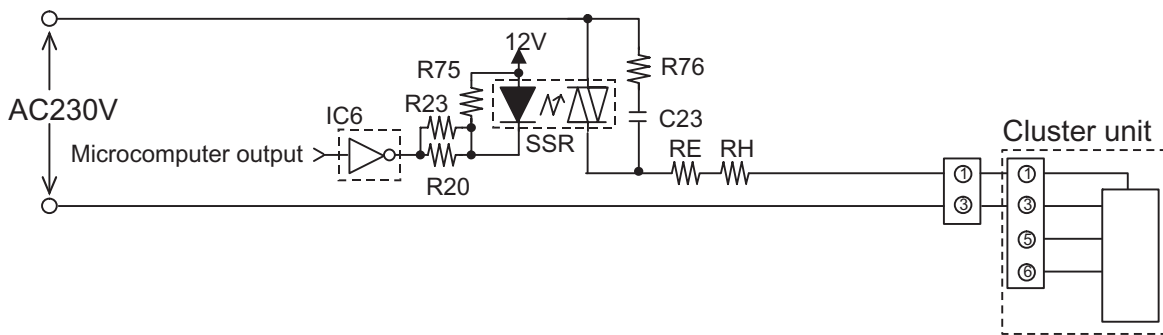 12V
R75
R76
AC230V
R23
IC6
C23
Cluster unit
Microcomputer output
SSR
RE
RH
R20
①
①
③
③
⑤
⑥